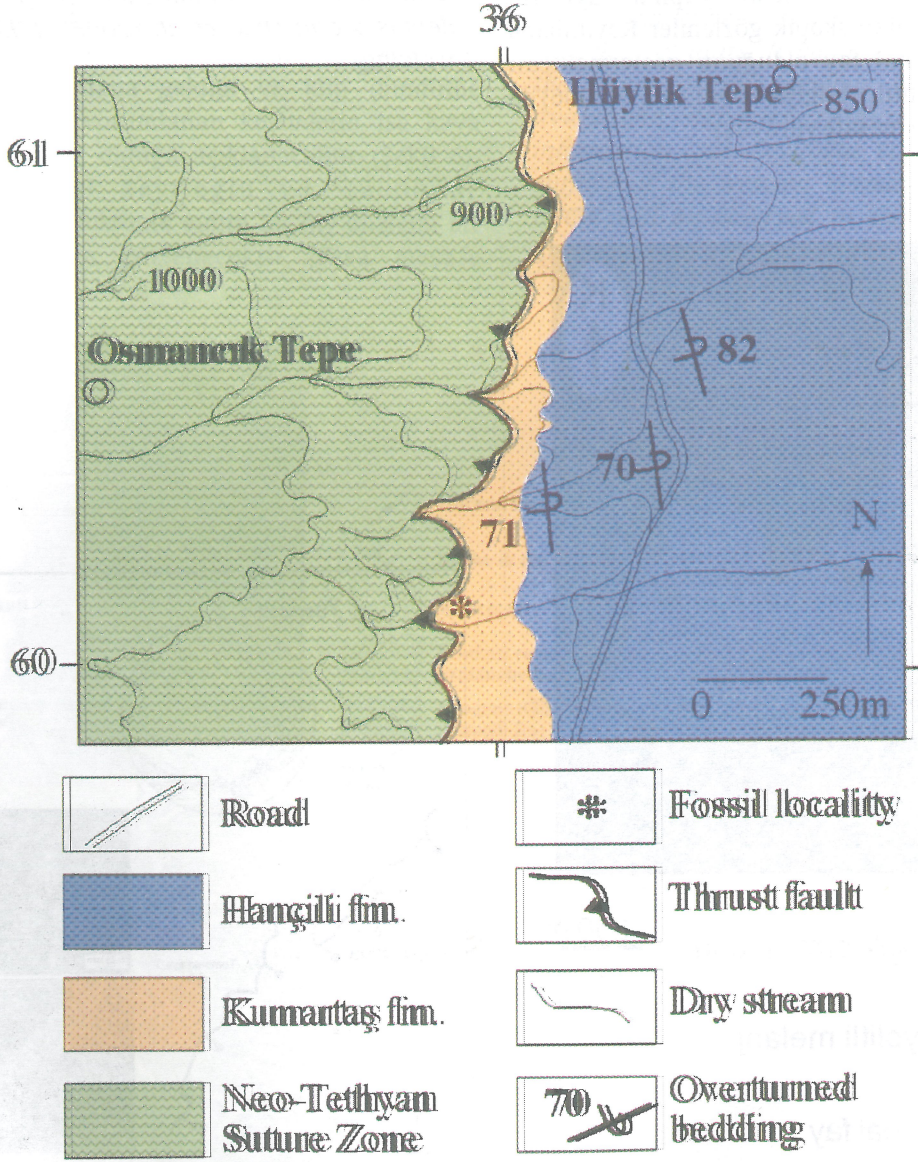 36
Hüyük Tepe
850
61
900
1000
Osmancık Tepe
82
70
71
N
60
0 250m
Road
Fossil locality
Hançili fm.
Thrust fault
Kumartaş fm.
Dry stream
Neo-Tethyan
Suture Zone
70
Overturned
bedding